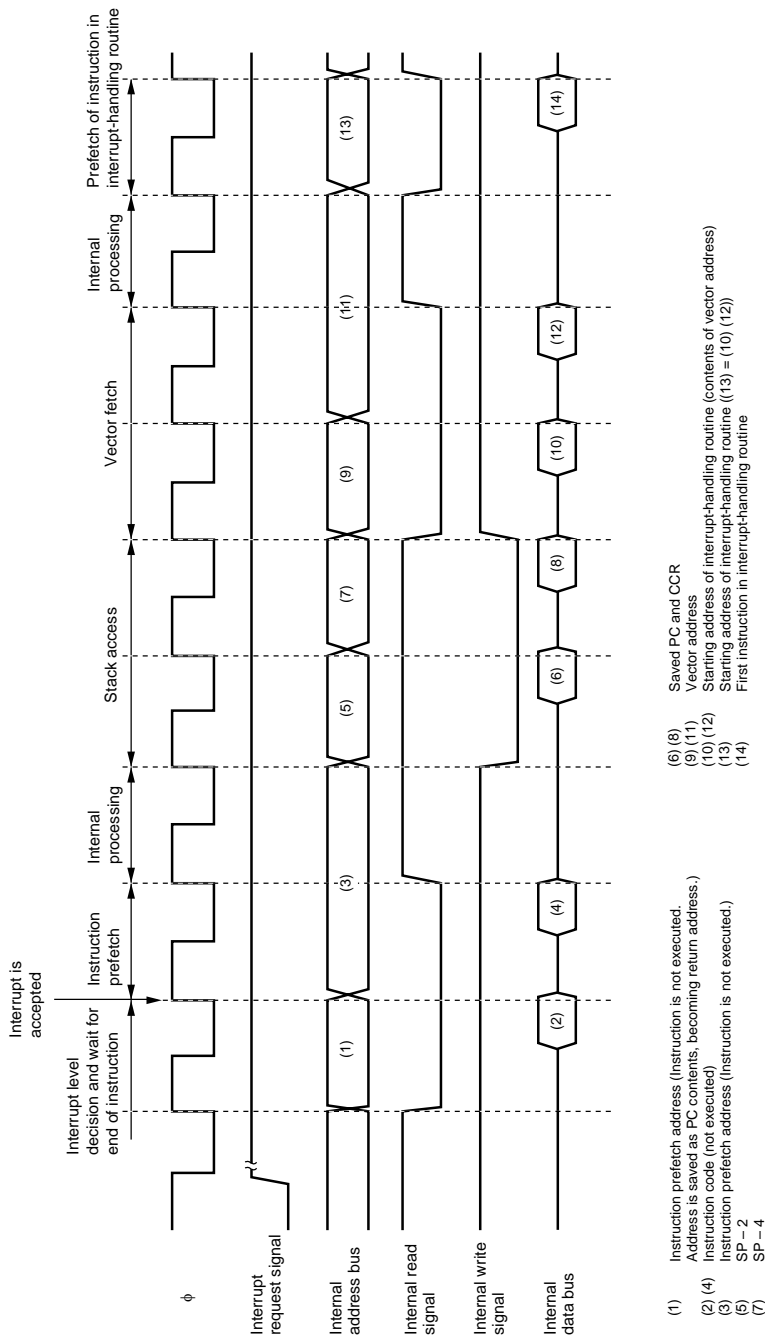 Interrupt is
accepted
Interrupt level
decision and wait for
end of instruction
Instruction
prefetch
Internal
processing
Stack access
Vector fetch
Internal
processing
Prefetch of instruction in
interrupt-handling routine
φ
Interrupt
request signal
Internal
address bus
(1)
(3)
(5)
(7)
(9)
(11)
(13)
Internal read
signal
Internal write
signal
Internal
data bus
(2)
(4)
(6)
(8)
(10)
(12)
(14)
(1) Instruction prefetch address (Instruction is not executed.
Address is saved as PC contents, becoming return address.)
(2) (4) Instruction code (not executed)
(3) Instruction prefetch address (Instruction is not executed.)
(5) SP – 2
(7) SP – 4
(6) (8) Saved PC and CCR
(9) (11) Vector address
(10) (12) Starting address of interrupt-handling routine (contents of vector address)
(13) Starting address of interrupt-handling routine ((13) = (10) (12))
(14) First instruction in interrupt-handling routine